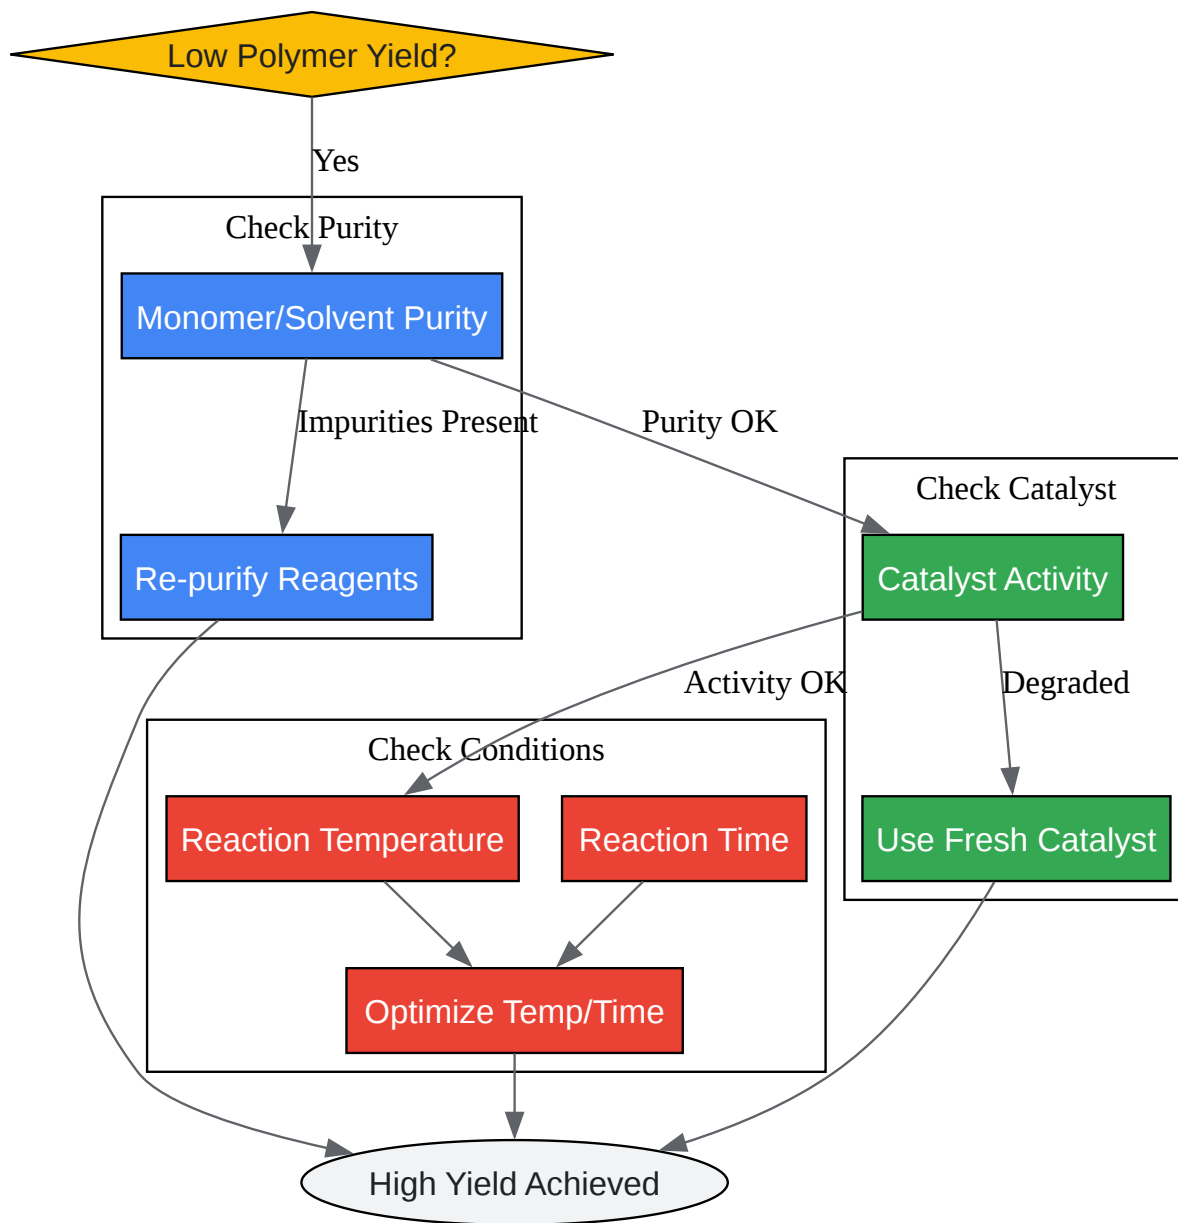 Low Polymer Yield?
Yes
Check Purity
Monomer/Solvent Purity
Impurities Present
Purity OK
Check Catalyst
Re-purify Reagents
Catalyst Activity
Activity OK
Degraded
Check Conditions
Reaction Temperature
Reaction Time
Use Fresh Catalyst
Optimize Temp/Time
High Yield Achieved